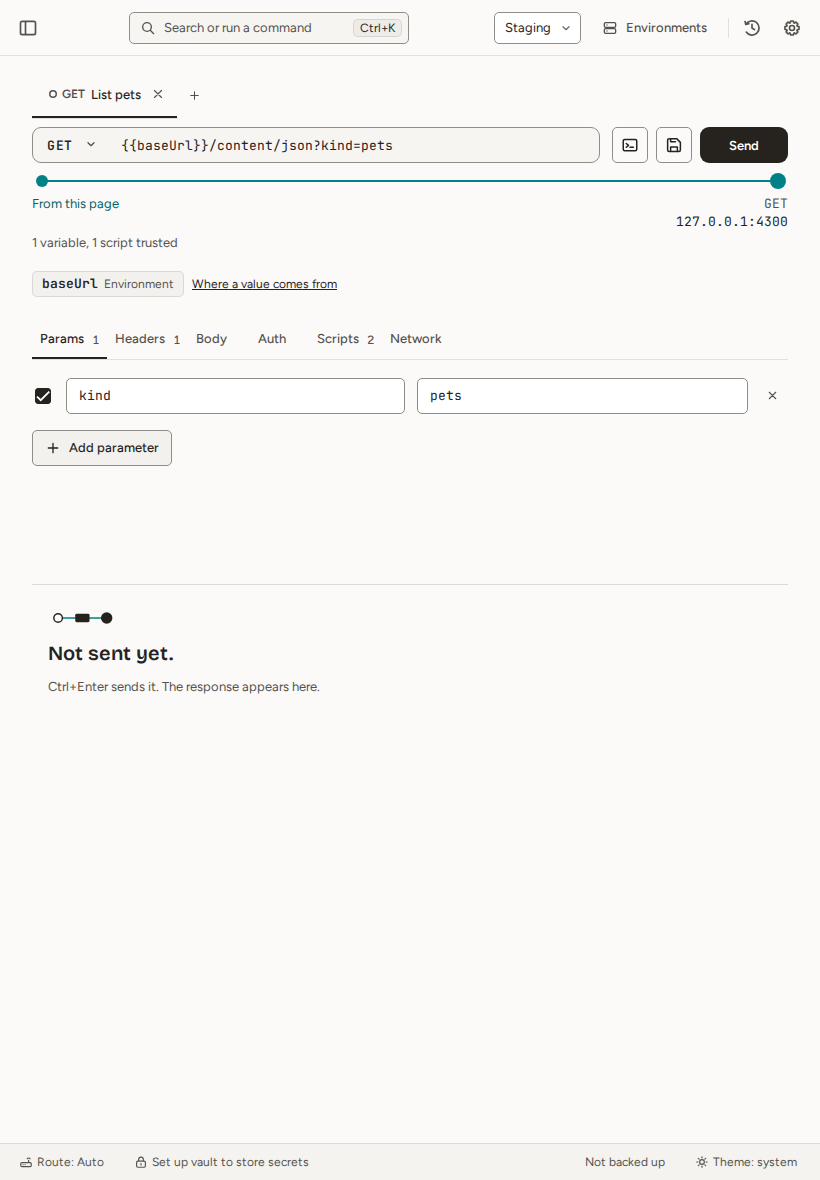 Search or run a command Ctrl+K Staging Environments
GET List pets
GET {{baseUrl}}/content/json?kind=pets Send
From this page GET
127.0.0.1:4300
1 variable, 1 script trusted
baseUrl Environment Where a value comes from
Params 1 Headers 1 Body Auth Scripts 2 Network
kind pets
Add parameter
Not sent yet.
Ctrl+Enter sends it. The response appears here.
Route: Auto Set up vault to store secrets Not backed up Theme: system